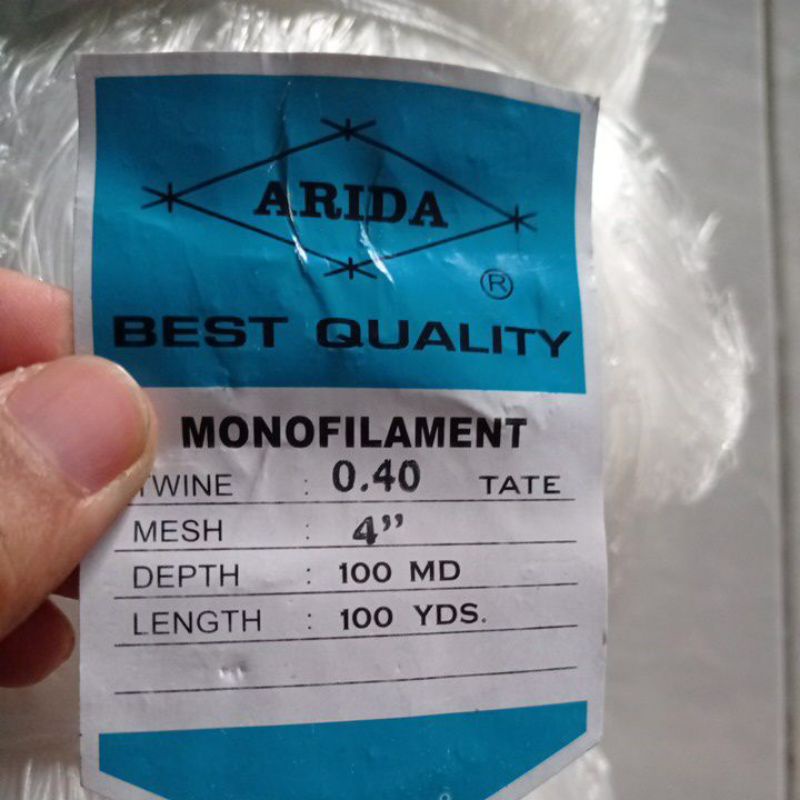 ARIDA
®
BEST QUALITY
MONOFILAMENT
TWINE : 0.40 TATE
MESH : 4”
DEPTH : 100 MD
LENGTH : 100 YDS.